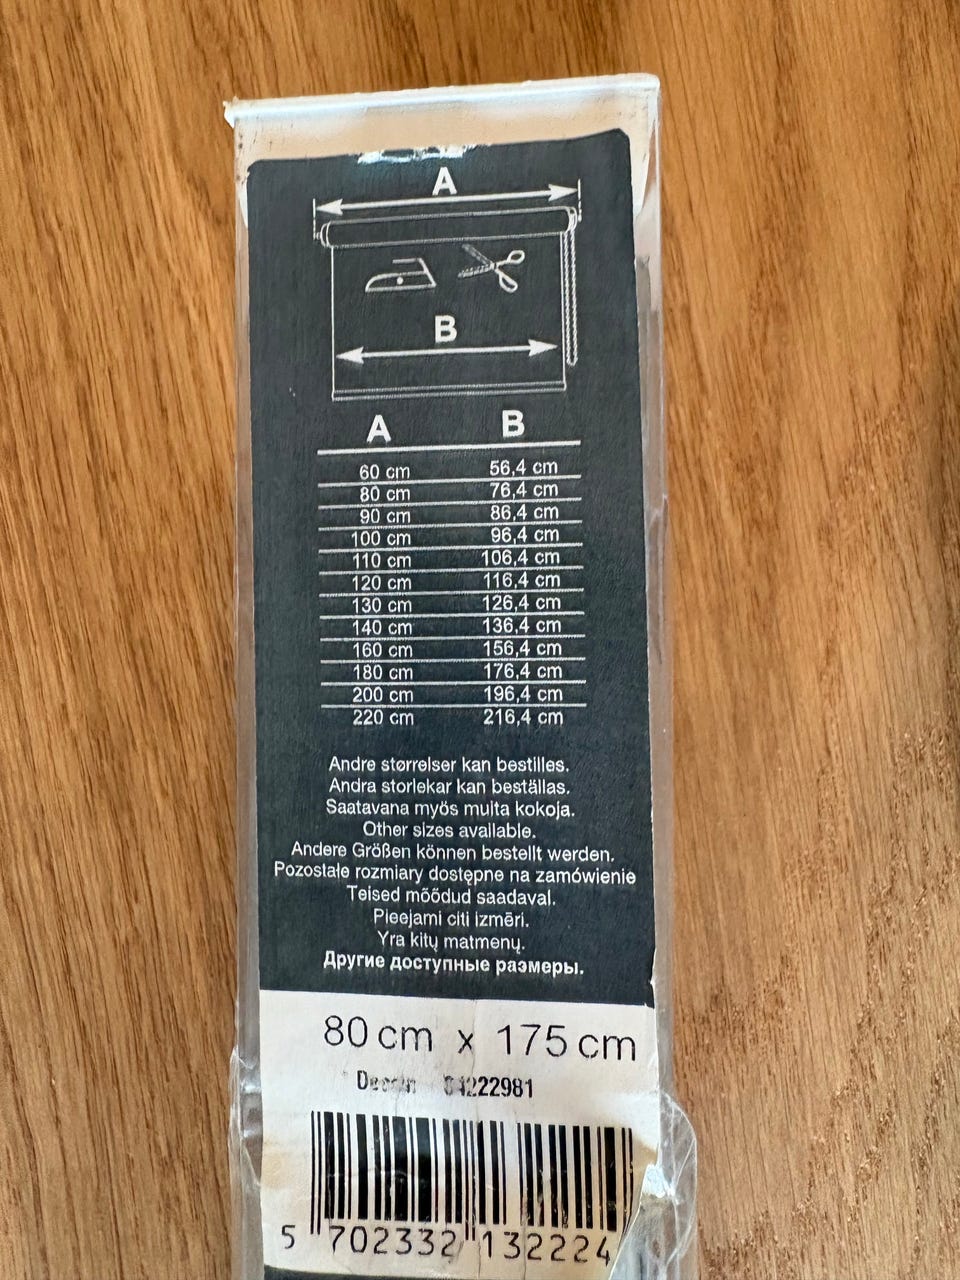 A
B
A B
60 cm 56,4 cm
80 cm 76,4 cm
90 cm 86,4 cm
100 cm 96,4 cm
110 cm 106,4 cm
120 cm 116,4 cm
130 cm 126,4 cm
140 cm 136,4 cm
160 cm 156,4 cm
180 cm 176,4 cm
200 cm 196,4 cm
220 cm 216,4 cm
Andre størrelser kan bestilles.
Andra storlekar kan beställas.
Saatavana myös muita kokoja.
Other sizes available.
Andere Größen können bestellt werden.
Pozostałe rozmiary dostępne na zamówienie
Teised mõõdud saadaval.
Pieejami citi izmēri.
Yra kitų matmenų.
Другие доступные размеры.
80 cm x 175 cm
5 702332 132224